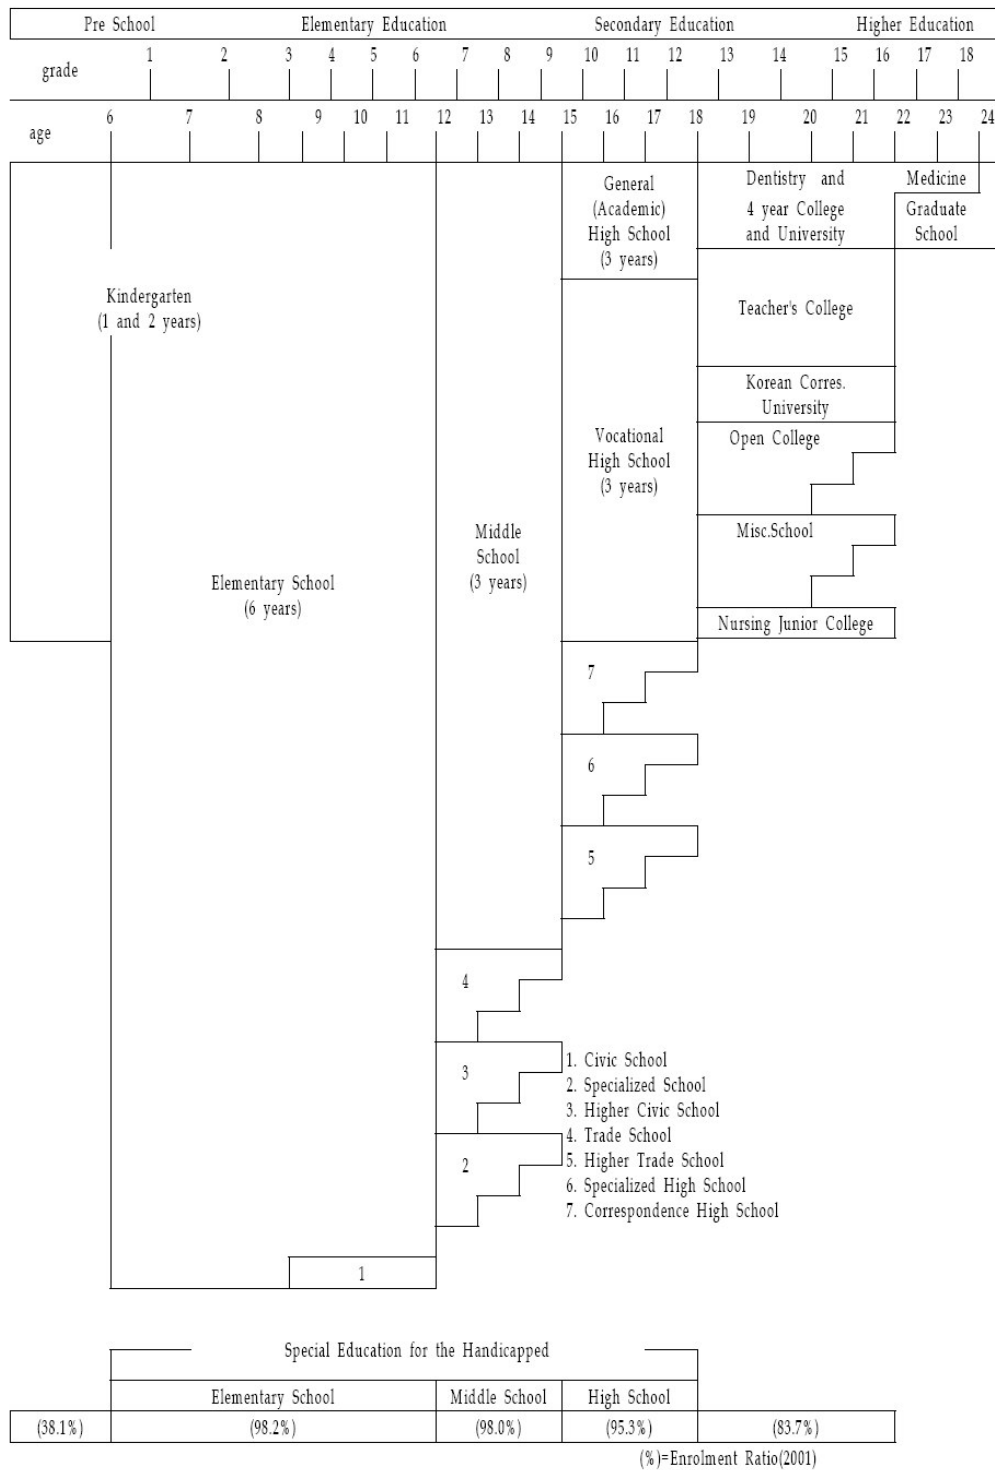 Pre School Elementary Education Secondary Education Higher Education
grade 1 2 3 4 5 6 7 8 9 10 11 12 13 14 15 16 17 18
age 6 7 8 9 10 11 12 13 14 15 16 17 18 19 20 21 22 23 24
Kindergarten
(1 and 2 years)
Elementary School
(6 years)
Middle
School
(3 years)
General
(Academic)
High School
(3 years)
Vocational
High School
(3 years)
Dentistry and
4 year College
and University
Medicine
Graduate
School
Teacher's College
Korean Corres.
University
Open College
Misc.School
Nursing Junior College
7
6
5
4
3
2
1
1. Civic School
2. Specialized School
3. Higher Civic School
4. Trade School
5. Higher Trade School
6. Specialized High School
7. Correspondence High School
Special Education for the Handicapped
Elementary School Middle School High School
(38.1%) (98.2%) (98.0%) (95.3%) (83.7%)
(%)=Enrolment Ratio(2001)